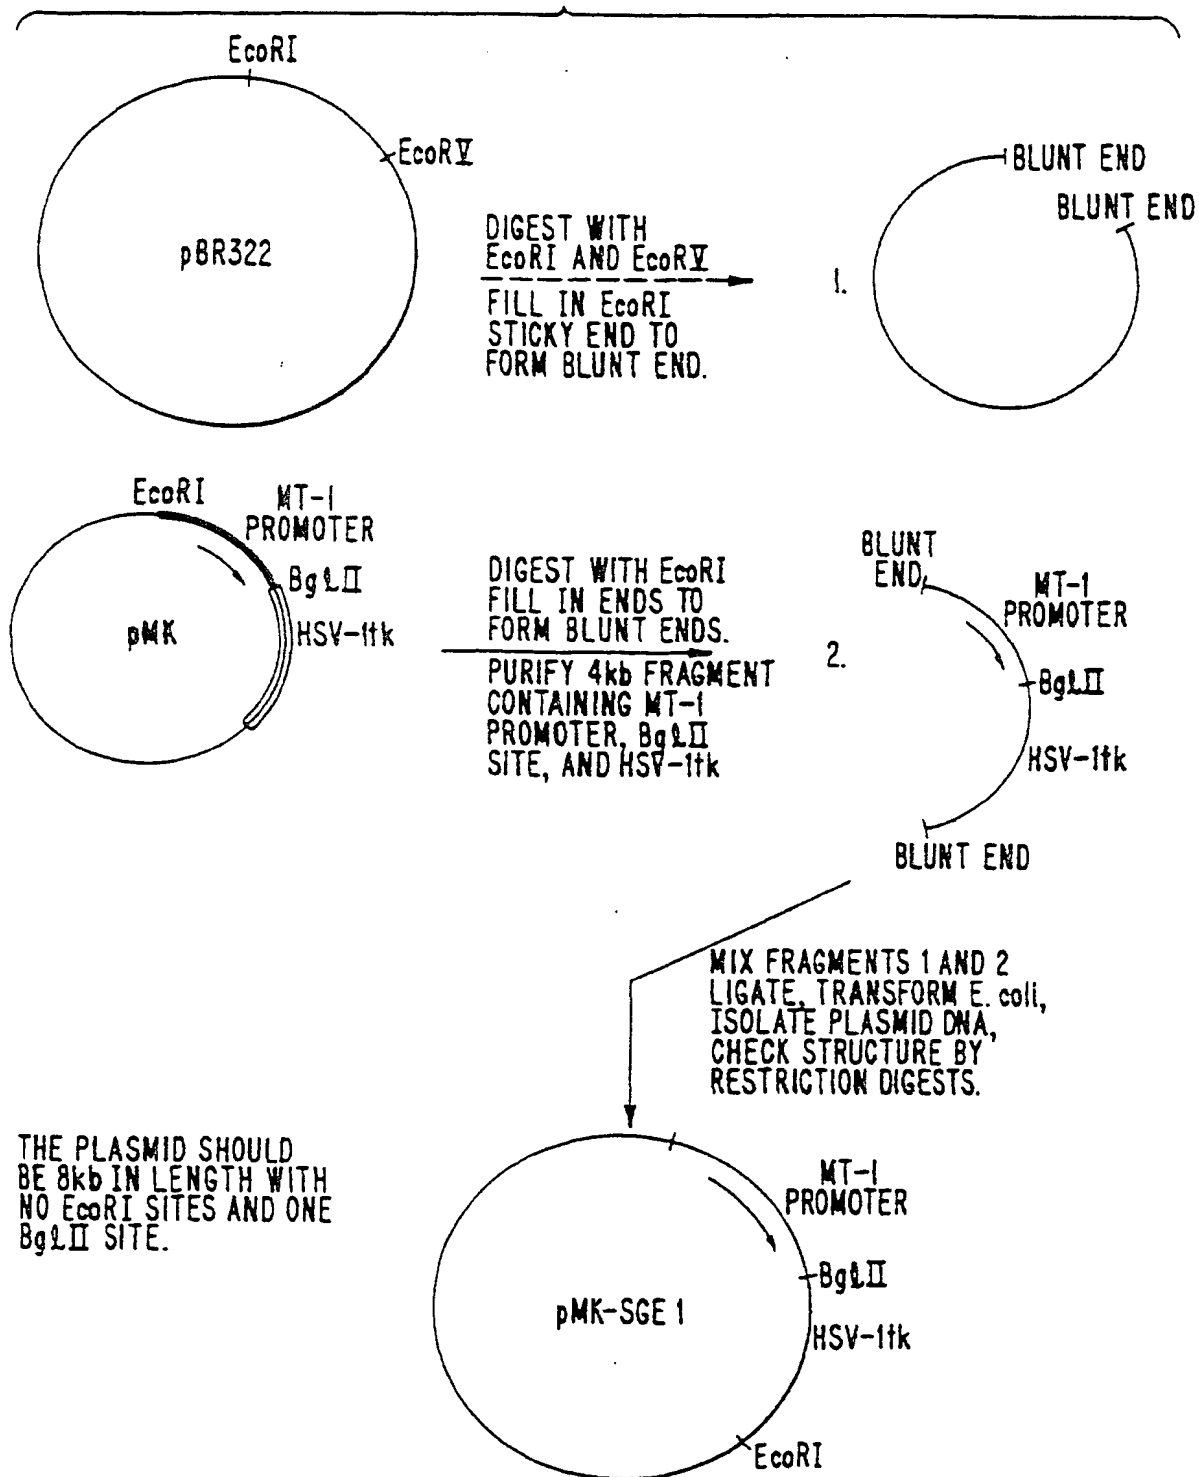 EcoRI
EcoRV
pBR322
DIGEST WITH
EcoRI AND EcoRV
FILL IN EcoRI
STICKY END TO
FORM BLUNT END.
1.
BLUNT END
BLUNT END
EcoRI
MT-1
PROMOTER
BglII
HSV-1tk
pMK
DIGEST WITH EcoRI
FILL IN ENDS TO
FORM BLUNT ENDS.
PURIFY 4kb FRAGMENT
CONTAINING MT-1
PROMOTER, BglII
SITE, AND HSV-1tk
2.
BLUNT
END
MT-1
PROMOTER
BglII
HSV-1tk
BLUNT END
MIX FRAGMENTS 1 AND 2
LIGATE, TRANSFORM E. coli,
ISOLATE PLASMID DNA,
CHECK STRUCTURE BY
RESTRICTION DIGESTS.
THE PLASMID SHOULD
BE 8kb IN LENGTH WITH
NO EcoRI SITES AND ONE
BglII SITE.
MT-1
PROMOTER
BglII
HSV-1tk
pMK-SGE 1
EcoRI